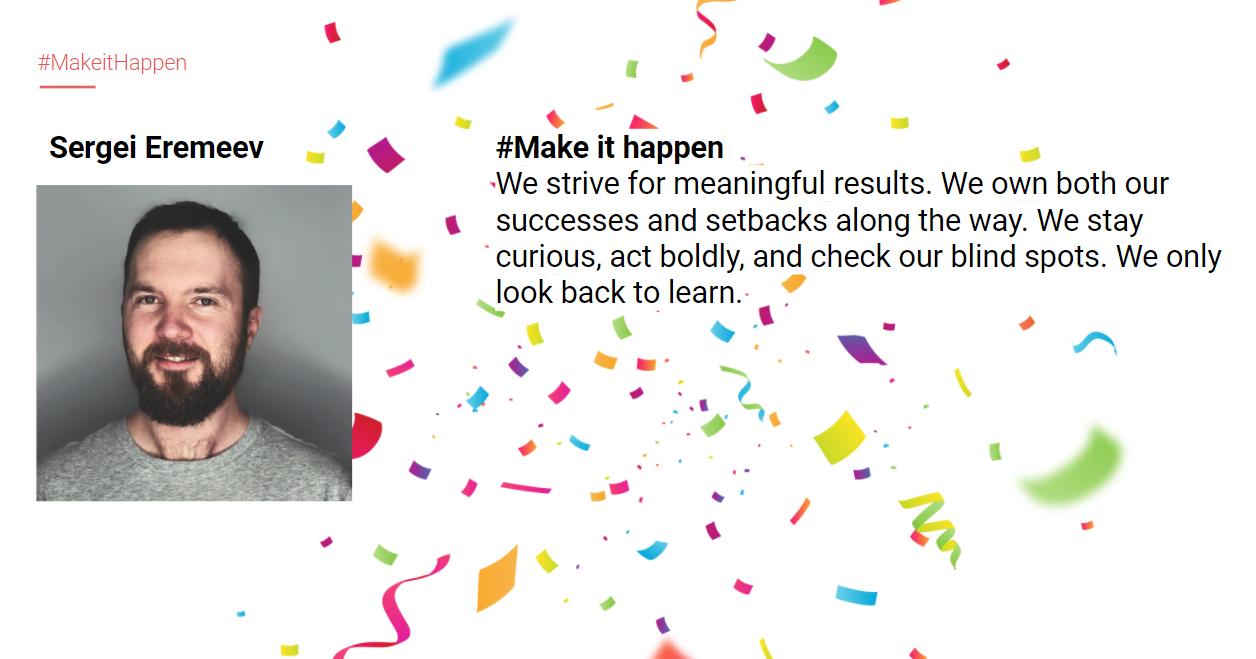 #MakeitHappen
Sergei Eremeev
#Make it happen
We strive for meaningful results. We own both our
successes and setbacks along the way. We stay
curious, act boldly, and check our blind spots. We only
look back to learn.